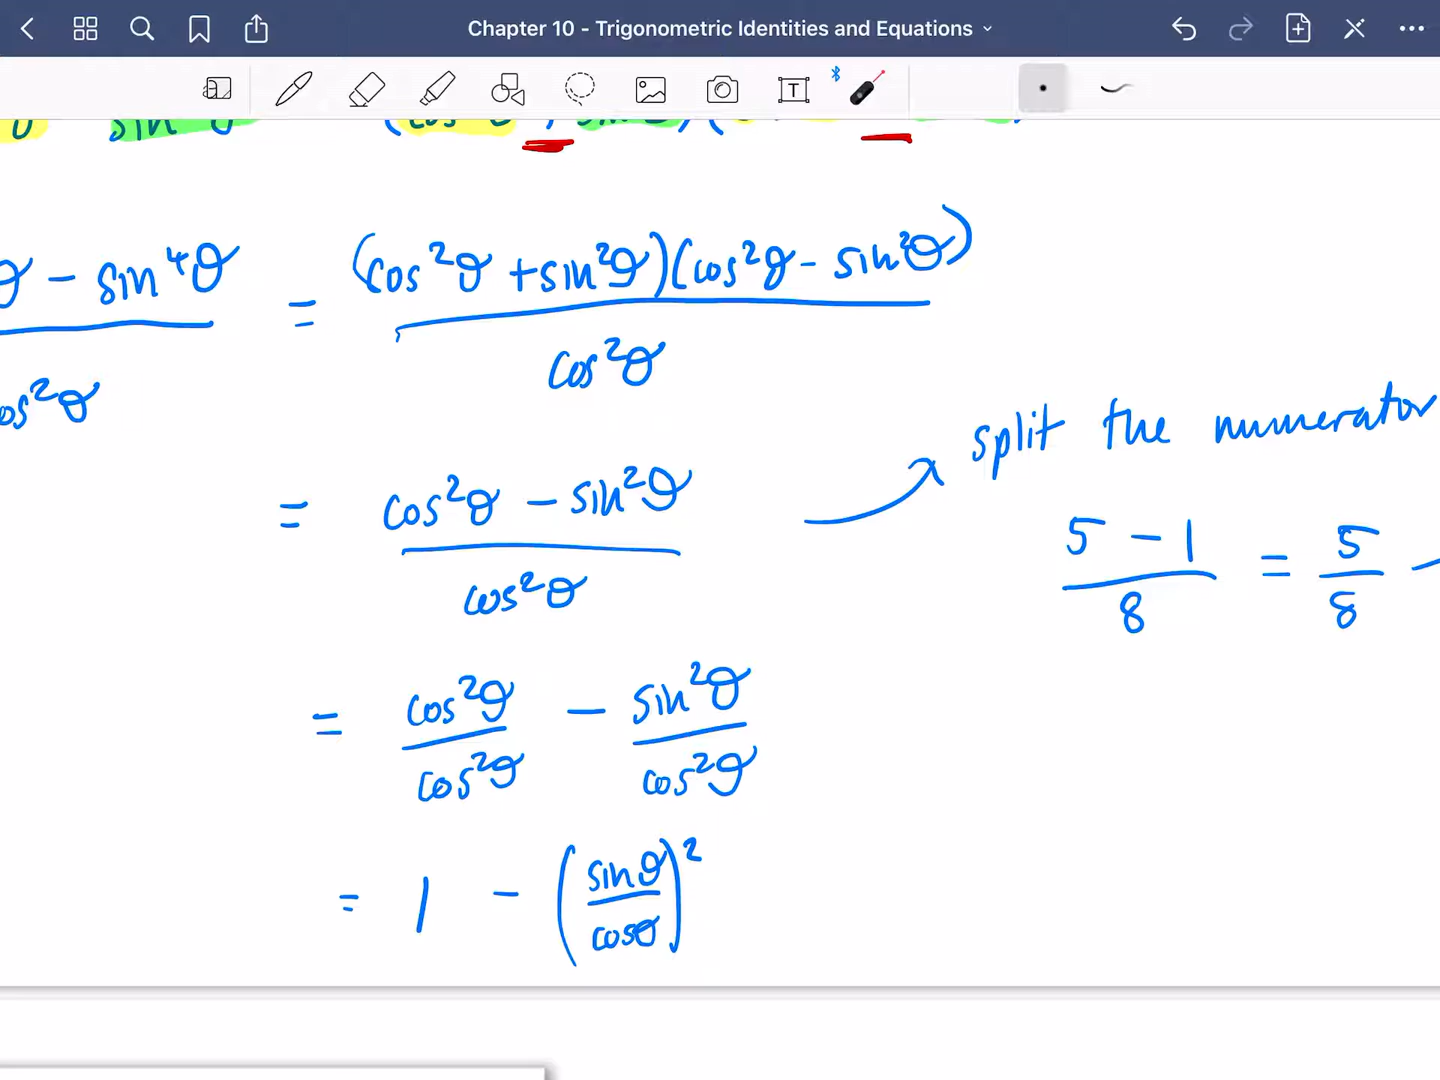 Chapter 10 - Trigonometric Identities and Equations
θ - sin⁴θ = (cos²θ + sin²θ)(cos²θ - sin²θ)
cos²θ
os²θ
split the numerator
= cos²θ - sin²θ
cos²θ
5 - 1 = 5 -
8 8
= cos²θ - sin²θ
cos²θ cos²θ
= 1 - (sinθ)²
cosθ